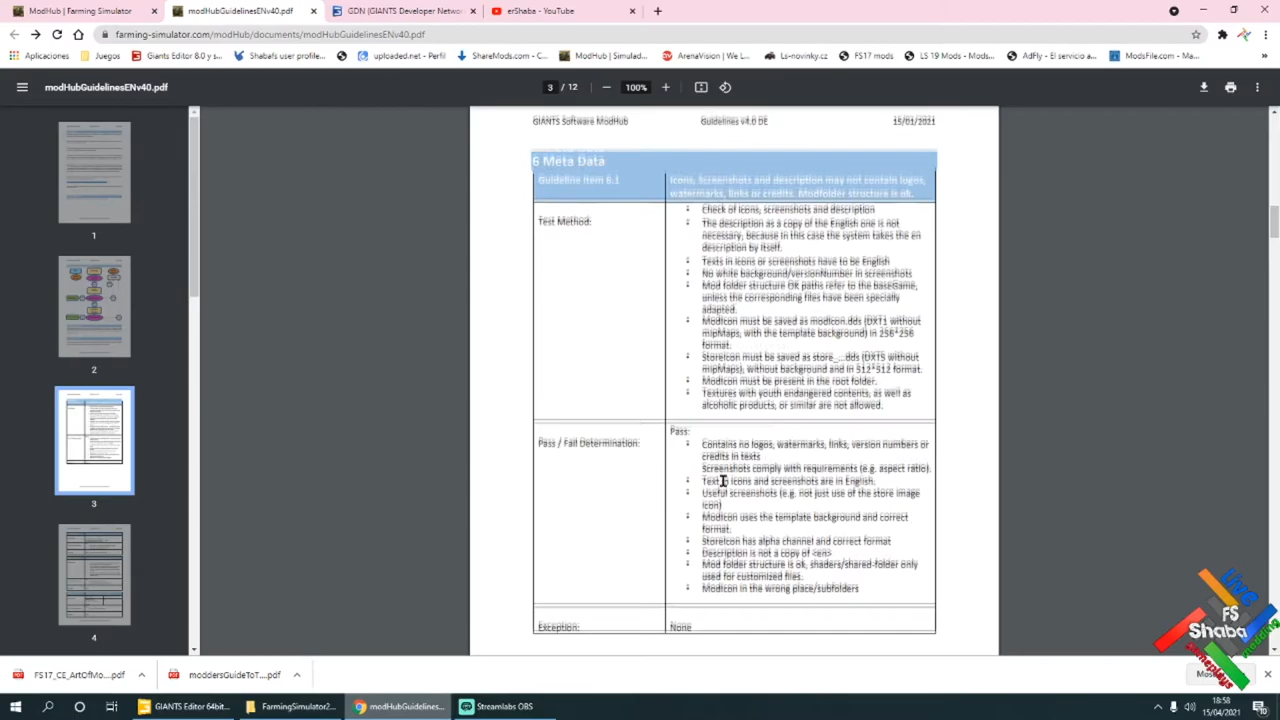 ModHub | Farming Simulator
modHubGuidelinesENv40.pdf
GDN (GIANTS Developer Networ
erShaba - YouTube
farming-simulator.com/modHub/documents/modHubGuidelinesENv40.pdf
Aplicaciones
Juegos
Giants Editor 8.0 y s...
Shabafs user profile...
uploaded.net - Perfil
ShareMods.com - C...
ModHub | Simulad...
ArenaVision | We L...
Ls-novinky.cz
FS17 mods
LS 19 Mods - Mods...
AdFly - El servicio a...
ModsFile.com - Ma...
modHubGuidelinesENv40.pdf
3 / 12
100%
1
2
3
4
GIANTS Software ModHub
Guidelines v4.0 DE
15/01/2021
6 Meta Data
Guideline Item 6.1
Icons, Screenshots and description may not contain logos,
watermarks, links or credits. Modfolder structure is ok.
Test Method:
Check of icons, screenshots and description
The description as a copy of the English one is not
necessary, because in this case the system takes the en
description by itself.
Texts in icons or screenshots have to be English
No white background/versionNumber in screenshots
Mod folder structure OK paths refer to the baseGame,
unless the corresponding files have been specially
adapted.
ModIcon must be saved as modIcon.dds (DXT1 without
mipMaps, with the template background) in 256*256
format.
StoreIcon must be saved as store_...dds (DXT5 without
mipMaps), without background and in 512*512 format.
ModIcon must be present in the root folder.
Textures with youth endangered contents, as well as
alcoholic products, or similar are not allowed.
Pass / Fail Determination:
Pass:
Contains no logos, watermarks, links, version numbers or
credits in texts
Screenshots comply with requirements (e.g. aspect ratio).
Text in icons and screenshots are in English.
Useful screenshots (e.g. not just use of the store image
icon)
ModIcon uses the template background and correct
format.
StoreIcon has alpha channel and correct format
Description is not a copy of <en>
Mod folder structure is ok, shaders/shared-folder only
used for customized files.
ModIcon in the wrong place/subfolders
Exception:
None
FS
Shaba
gameplays
FS17_CE_ArtOfMo....pdf
moddersGuideToT....pdf
GIANTS Editor 64bit...
FarmingSimulator2...
modHubGuidelines...
Streamlabs OBS
18:58
15/04/2021
10